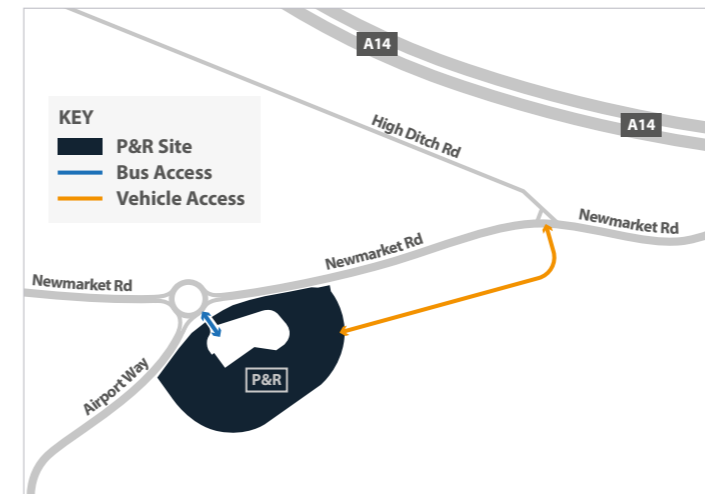 A14
A14
High Ditch Rd
KEY
P&R Site
Bus Access
Vehicle Access
Newmarket Rd
Newmarket Rd
Newmarket Rd
Airport Way
P&R